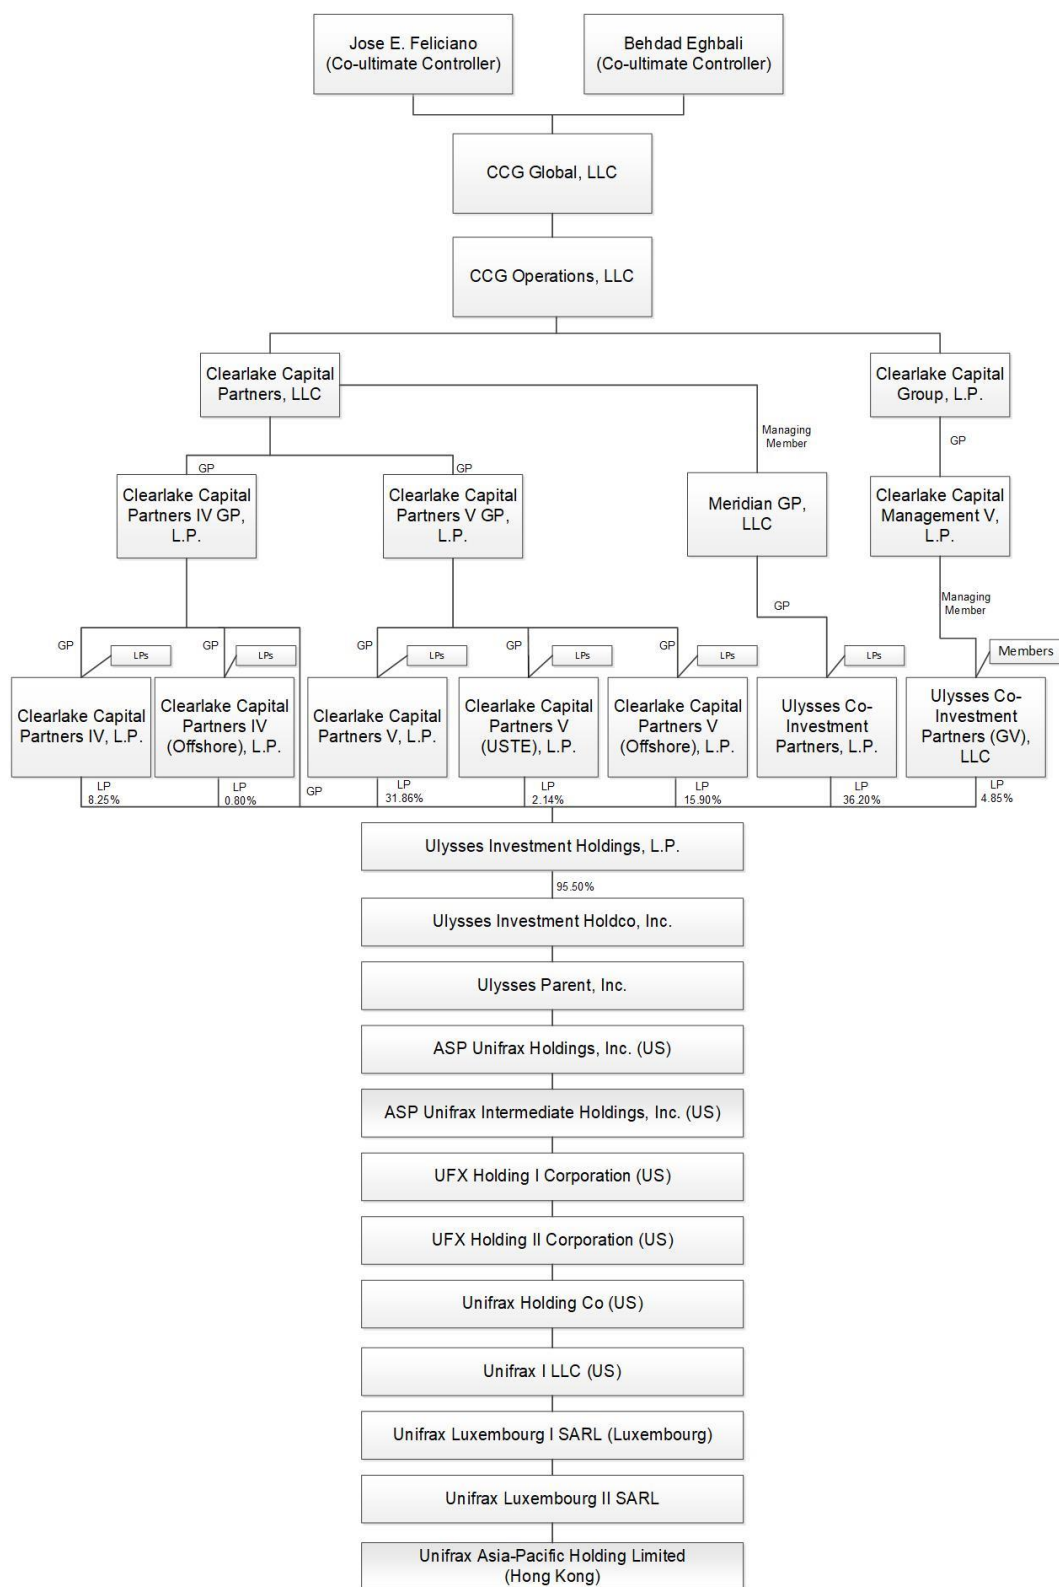 Jose E. Feliciano
(Co-ultimate Controller)
Behdad Eghbali
(Co-ultimate Controller)
CCG Global, LLC
CCG Operations, LLC
Clearlake Capital
Partners, LLC
Clearlake Capital
Group, L.P.
Managing
Member
GP
GP
GP
Clearlake Capital
Partners IV GP,
L.P.
Clearlake Capital
Partners V GP,
L.P.
Meridian GP,
LLC
Clearlake Capital
Management V,
L.P.
Managing
Member
GP
GP
GP
GP
GP
GP
LPs
LPs
LPs
LPs
LPs
LPs
Members
Clearlake Capital
Partners IV, L.P.
Clearlake Capital
Partners IV
(Offshore), L.P.
Clearlake Capital
Partners V, L.P.
Clearlake Capital
Partners V
(USTE), L.P.
Clearlake Capital
Partners V
(Offshore), L.P.
Ulysses Co-
Investment
Partners, L.P.
Ulysses Co-
Investment
Partners (GV),
LLC
LP
8.25%
LP
0.80%
GP
LP
31.86%
LP
2.14%
LP
15.90%
LP
36.20%
LP
4.85%
Ulysses Investment Holdings, L.P.
95.50%
Ulysses Investment Holdco, Inc.
Ulysses Parent, Inc.
ASP Unifrax Holdings, Inc. (US)
ASP Unifrax Intermediate Holdings, Inc. (US)
UFX Holding I Corporation (US)
UFX Holding II Corporation (US)
Unifrax Holding Co (US)
Unifrax I LLC (US)
Unifrax Luxembourg I SARL (Luxembourg)
Unifrax Luxembourg II SARL
Unifrax Asia-Pacific Holding Limited
(Hong Kong)